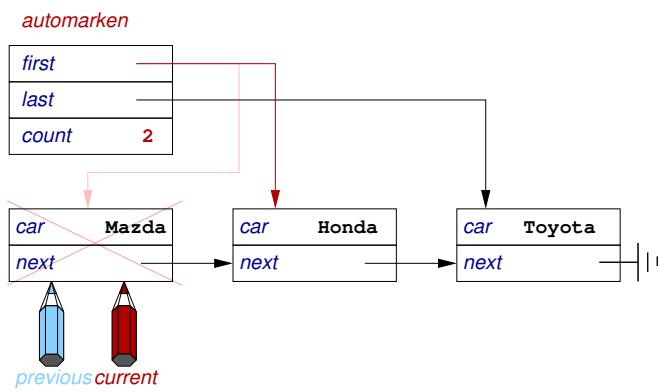 automarken
first
last
count 2
car Mazda
next
car Honda
next
car Toyota
next
previous current